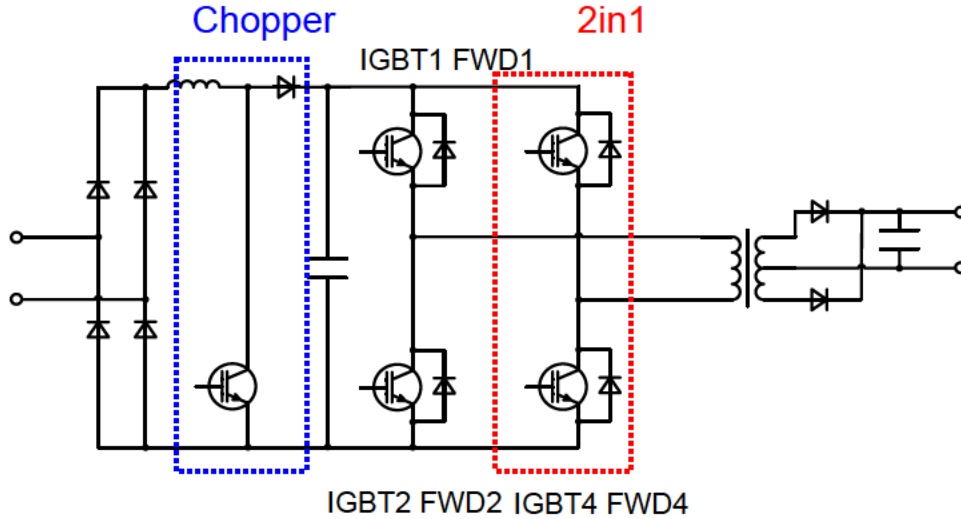 Chopper
2in1
IGBT1 FWD1
IGBT2 FWD2
IGBT4 FWD4